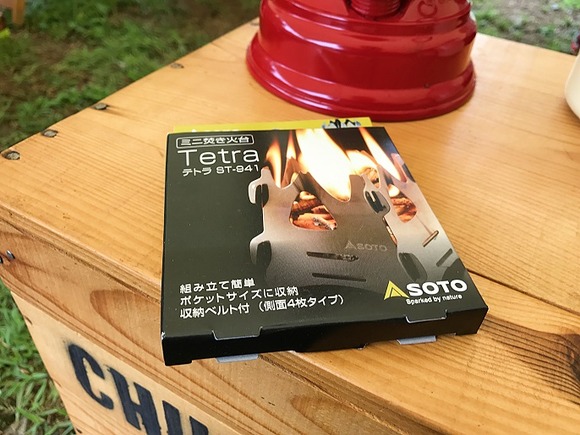 ミニ焚き火台
Tetra
テトラ ST-941
SOTO
組み立て簡単
ポケットサイズに収納
収納ベルト付（側面4枚タイプ）
SOTO
Sparked by nature